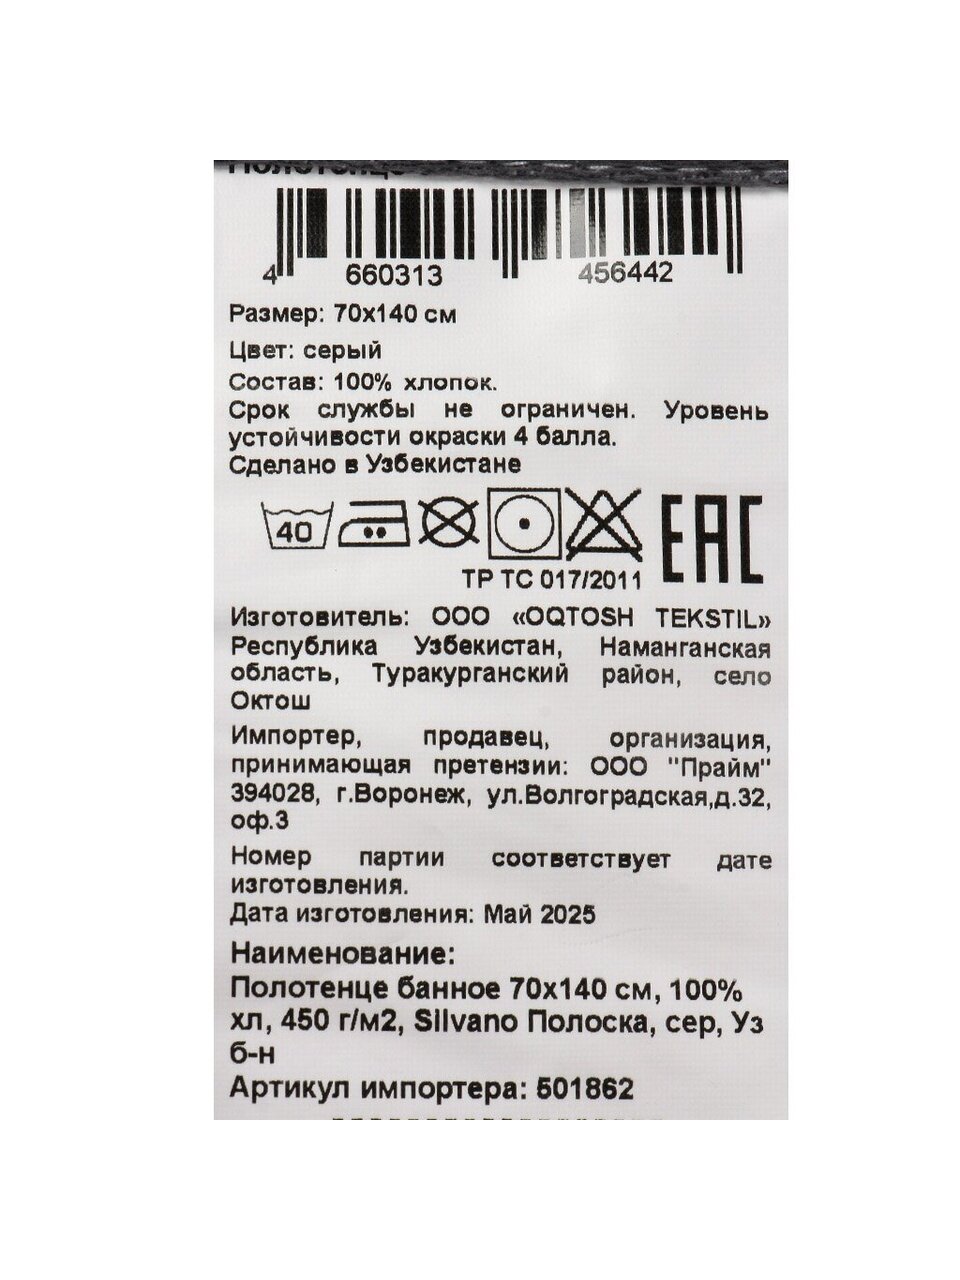 Полотенце
4 660313 456442
Размер: 70х140 см
Цвет: серый
Состав: 100% хлопок.
Срок службы не ограничен. Уровень
устойчивости окраски 4 балла.
Сделано в Узбекистане
40
ТР ТС 017/2011
EAC
Изготовитель: ООО «OQTOSH TEKSTIL»
Республика Узбекистан, Наманганская
область, Туракурганский район, село
Октош
Импортер, продавец, организация,
принимающая претензии: ООО "Прайм"
394028, г.Воронеж, ул.Волгоградская,д.32,
оф.3
Номер партии соответствует дате
изготовления.
Дата изготовления: Май 2025
Наименование:
Полотенце банное 70х140 см, 100%
хл, 450 г/м2, Silvano Полоска, сер, Уз
б-н
Артикул импортера: 501862